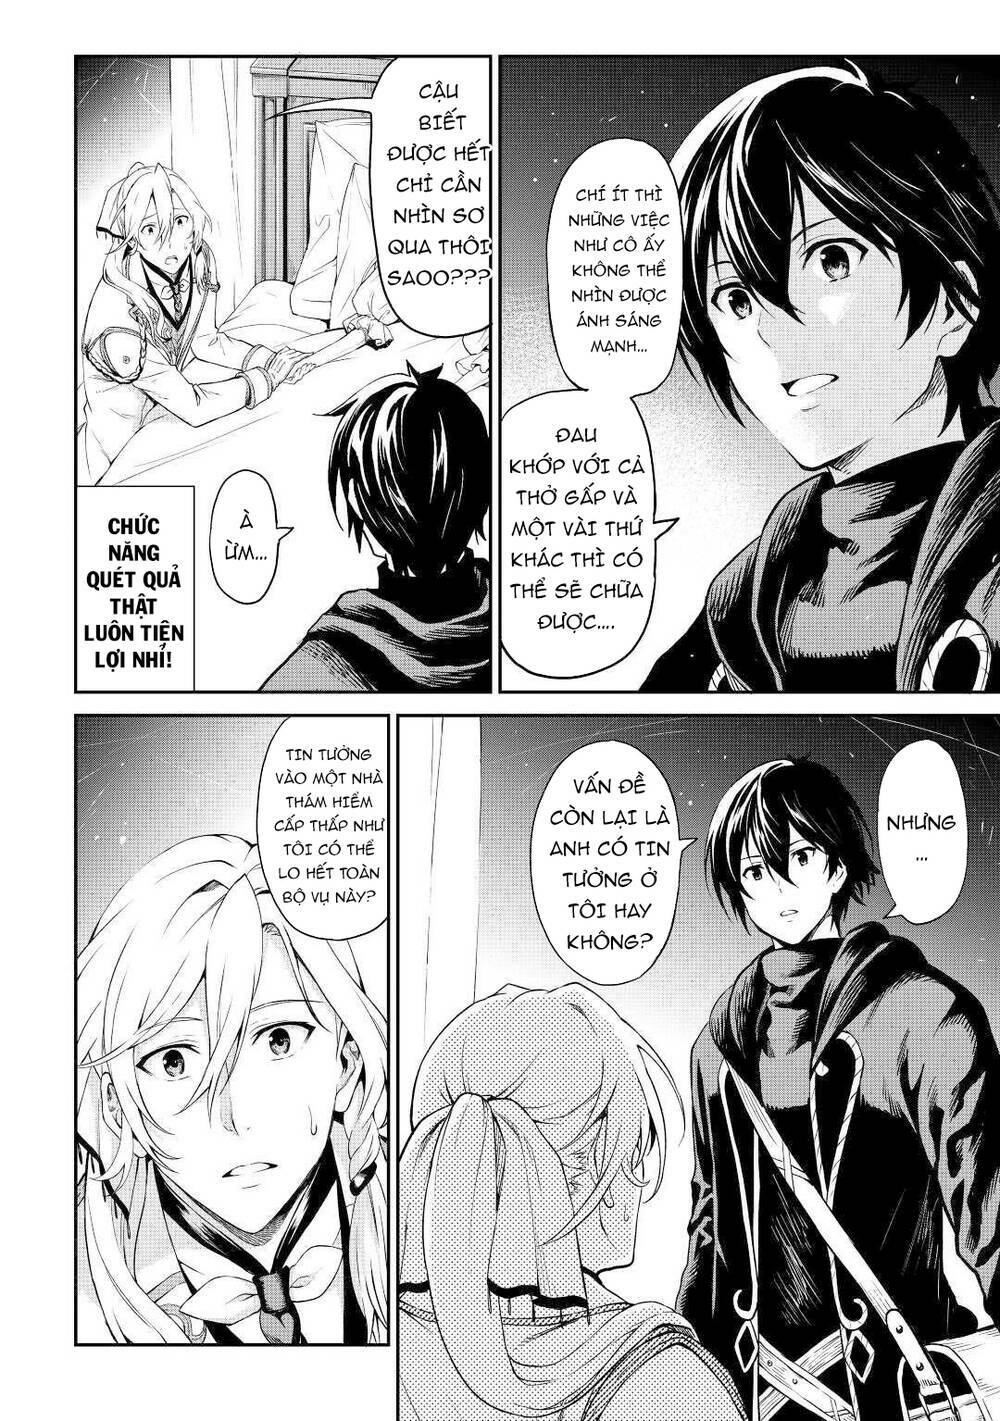 CHÍ ÍT THÌ
NHỮNG VIỆC
NHƯ CÔ ẤY
KHÔNG THỂ
NHÌN ĐƯỢC
ÁNH SÁNG
MẠNH...
ĐAU
KHỚP VỚI CẢ
THỞ GẤP VÀ
MỘT VÀI THỨ
KHÁC THÌ CÓ
THỂ SẼ CHỮA
ĐƯỢC....
CẬU
BIẾT
ĐƯỢC HẾT
CHỈ CẦN
NHÌN SƠ
QUA THÔI
SAOO???
À
ỪM...
CHỨC
NĂNG
QUÉT QUẢ
THẬT
LUÔN TIỆN
LỢI NHỈ!
NHƯNG
...
VẤN ĐỀ
CÒN LẠI LÀ
ANH CÓ TIN
TƯỞNG Ở
TÔI HAY
KHÔNG?
TIN TƯỞNG
VÀO MỘT NHÀ
THÁM HIỂM
CẤP THẤP NHƯ
TÔI CÓ THỂ
LO HẾT TOÀN
BỘ VỤ NÀY?